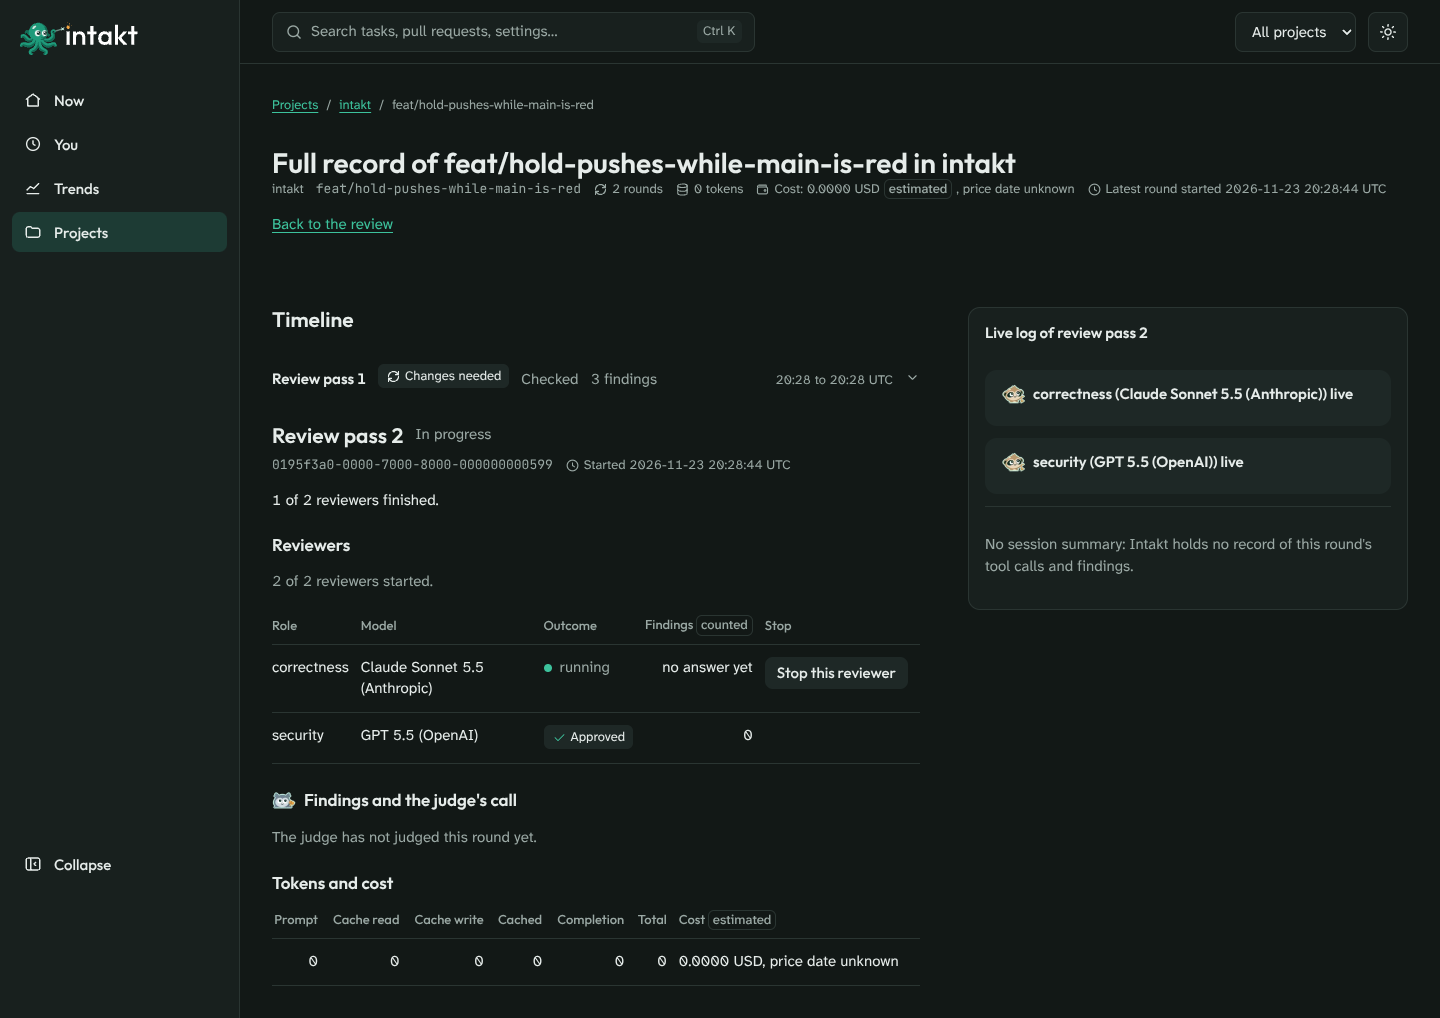 intakt
Search tasks, pull requests, settings...
Ctrl K
All projects
Now
You
Trends
Projects
Collapse
Projects / intakt / feat/hold-pushes-while-main-is-red
Full record of feat/hold-pushes-while-main-is-red in intakt
intakt feat/hold-pushes-while-main-is-red 2 rounds 0 tokens Cost: 0.0000 USD estimated , price date unknown Latest round started 2026-11-23 20:28:44 UTC
Back to the review
Timeline
Review pass 1 Changes needed Checked 3 findings 20:28 to 20:28 UTC
Review pass 2 In progress
0195f3a0-0000-7000-8000-000000000599 Started 2026-11-23 20:28:44 UTC
1 of 2 reviewers finished.
Reviewers
2 of 2 reviewers started.
Role Model Outcome Findings counted Stop
correctness Claude Sonnet 5.5 running no answer yet Stop this reviewer
(Anthropic)
security GPT 5.5 (OpenAI) Approved 0
Findings and the judge's call
The judge has not judged this round yet.
Tokens and cost
Prompt Cache read Cache write Cached Completion Total Cost estimated
0 0 0 0 0 0 0.0000 USD, price date unknown
Live log of review pass 2
correctness (Claude Sonnet 5.5 (Anthropic)) live
security (GPT 5.5 (OpenAI)) live
No session summary: Intakt holds no record of this round's
tool calls and findings.